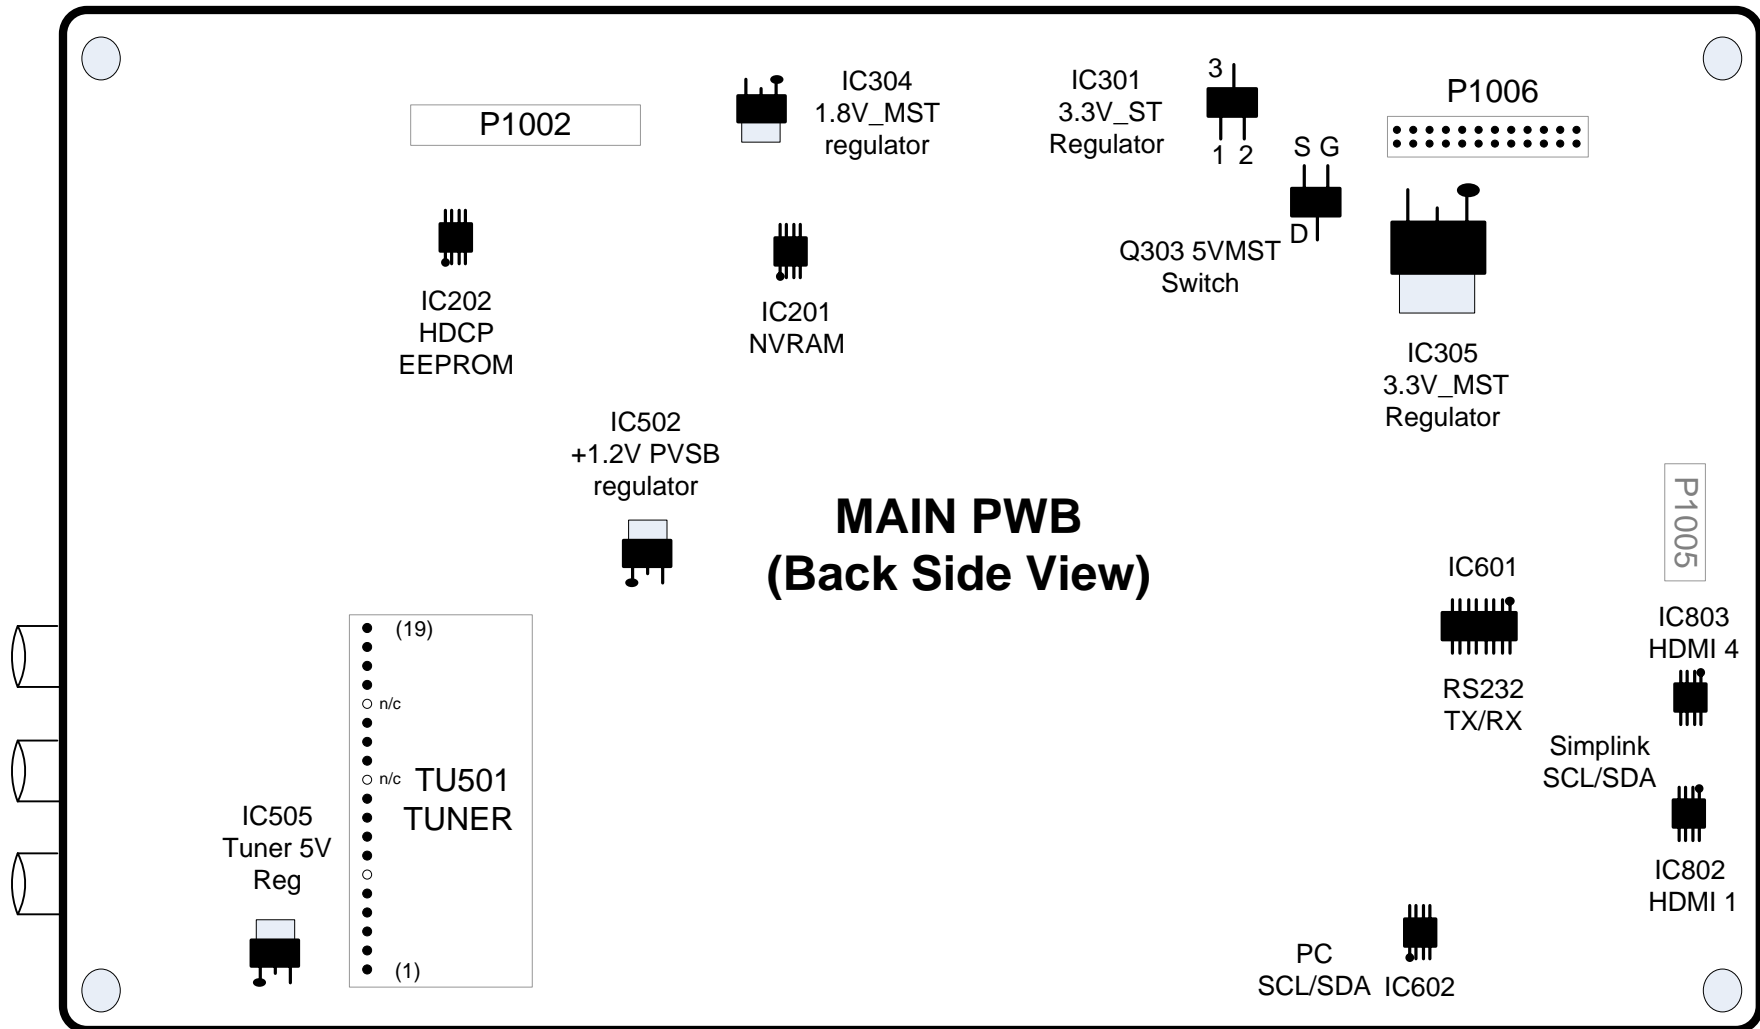 P1002
IC304
1.8V_MST
regulator
IC301
3.3V_ST
Regulator
3
1 2
P1006
S G
D
Q303 5VMST
Switch
IC202
HDCP
EEPROM
IC201
NVRAM
IC305
3.3V_MST
Regulator
IC502
+1.2V PVSB
regulator
MAIN PWB
(Back Side View)
P1005
IC601
RS232
TX/RX
IC803
HDMI 4
Simplink
SCL/SDA
IC802
HDMI 1
(19)
n/c
n/c
TU501
TUNER
(1)
IC505
Tuner 5V
Reg
PC
SCL/SDA
IC602